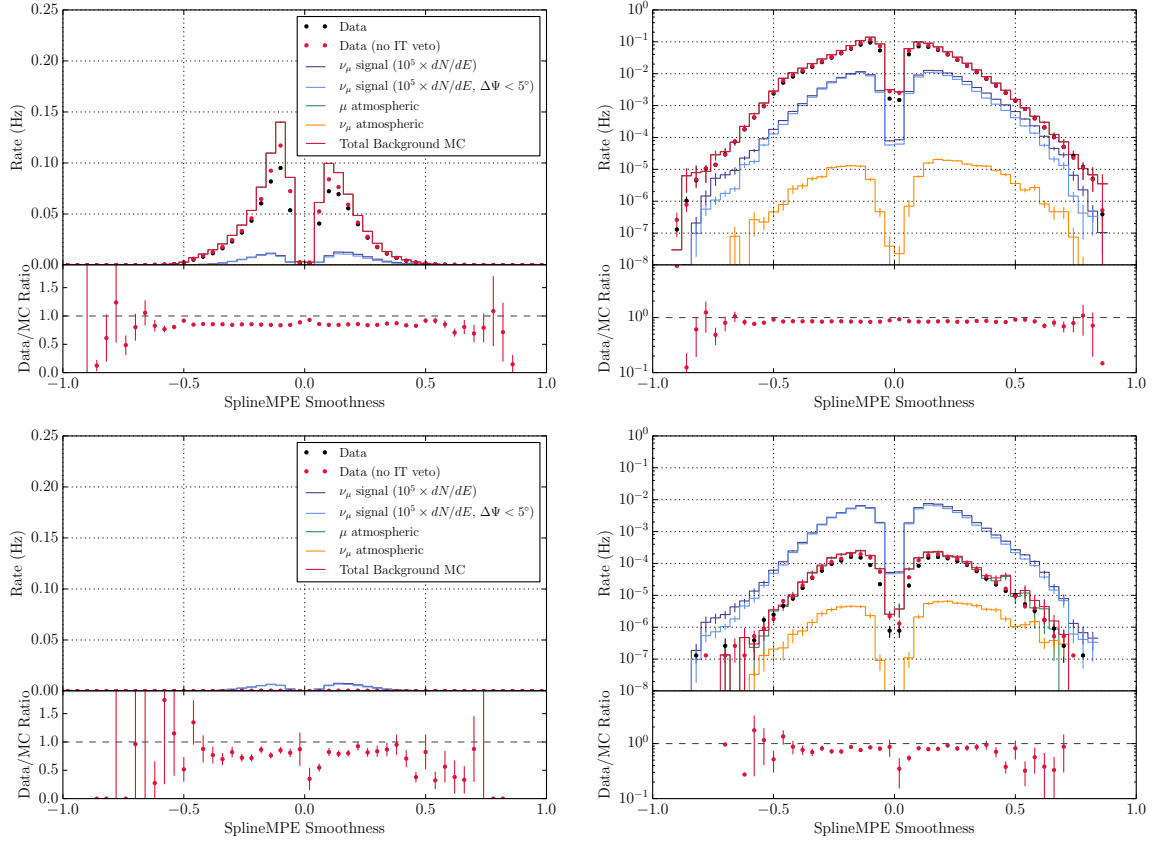 0.25
0.20
0.15
0.10
0.05
0.00
Rate (Hz)
Data
Data (no IT veto)
ν_μ signal (10⁵ × dN/dE)
ν_μ signal (10⁵ × dN/dE, ΔΨ < 5°)
μ atmospheric
ν_μ atmospheric
Total Background MC
1.5
1.0
0.5
0.0
Data/MC Ratio
−1.0 −0.5 0.0 0.5 1.0
SplineMPE Smoothness
10⁰
10⁻¹
10⁻²
10⁻³
10⁻⁴
10⁻⁵
10⁻⁶
10⁻⁷
10⁻⁸
Rate (Hz)
10⁰
10⁻¹
Data/MC Ratio
−1.0 −0.5 0.0 0.5 1.0
SplineMPE Smoothness
0.25
0.20
0.15
0.10
0.05
0.00
Rate (Hz)
Data
Data (no IT veto)
ν_μ signal (10⁵ × dN/dE)
ν_μ signal (10⁵ × dN/dE, ΔΨ < 5°)
μ atmospheric
ν_μ atmospheric
Total Background MC
1.5
1.0
0.5
0.0
Data/MC Ratio
−1.0 −0.5 0.0 0.5 1.0
SplineMPE Smoothness
10⁰
10⁻¹
10⁻²
10⁻³
10⁻⁴
10⁻⁵
10⁻⁶
10⁻⁷
10⁻⁸
Rate (Hz)
10⁰
10⁻¹
Data/MC Ratio
−1.0 −0.5 0.0 0.5 1.0
SplineMPE Smoothness